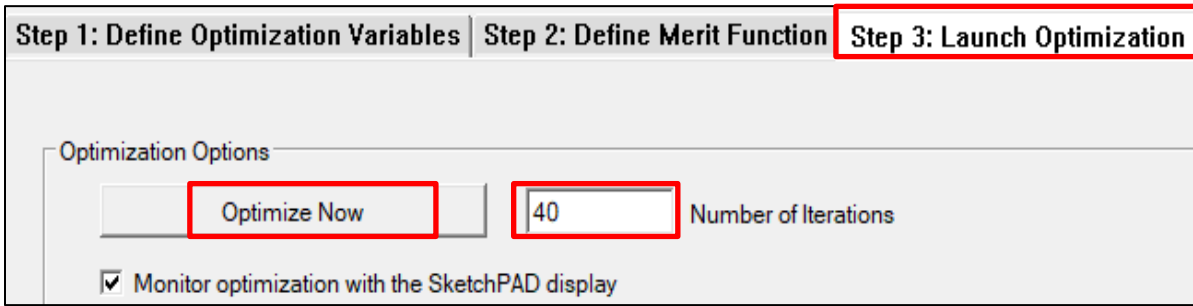 Step 1: Define Optimization Variables Step 2: Define Merit Function Step 3: Launch Optimization
Optimization Options
Optimize Now 40 Number of Iterations
Monitor optimization with the SketchPAD display